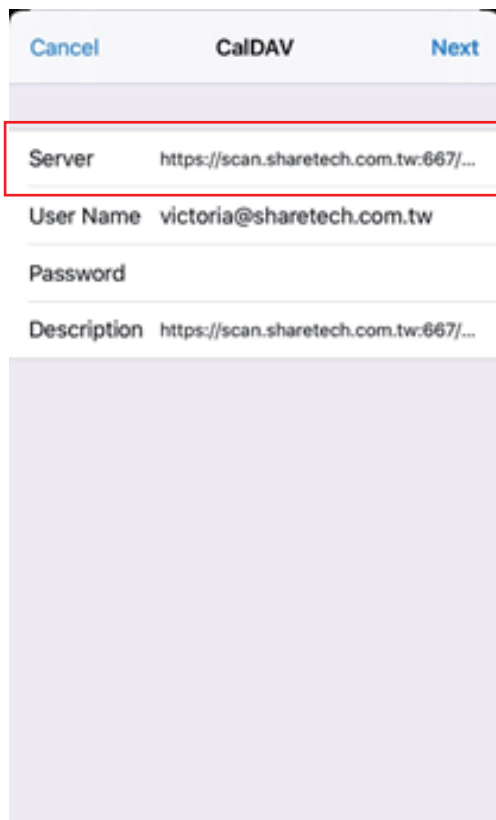 Cancel CalDAV Next
Server https://scan.sharetech.com.tw:667/...
User Name victoria@sharetech.com.tw
Password
Description https://scan.sharetech.com.tw:667/...